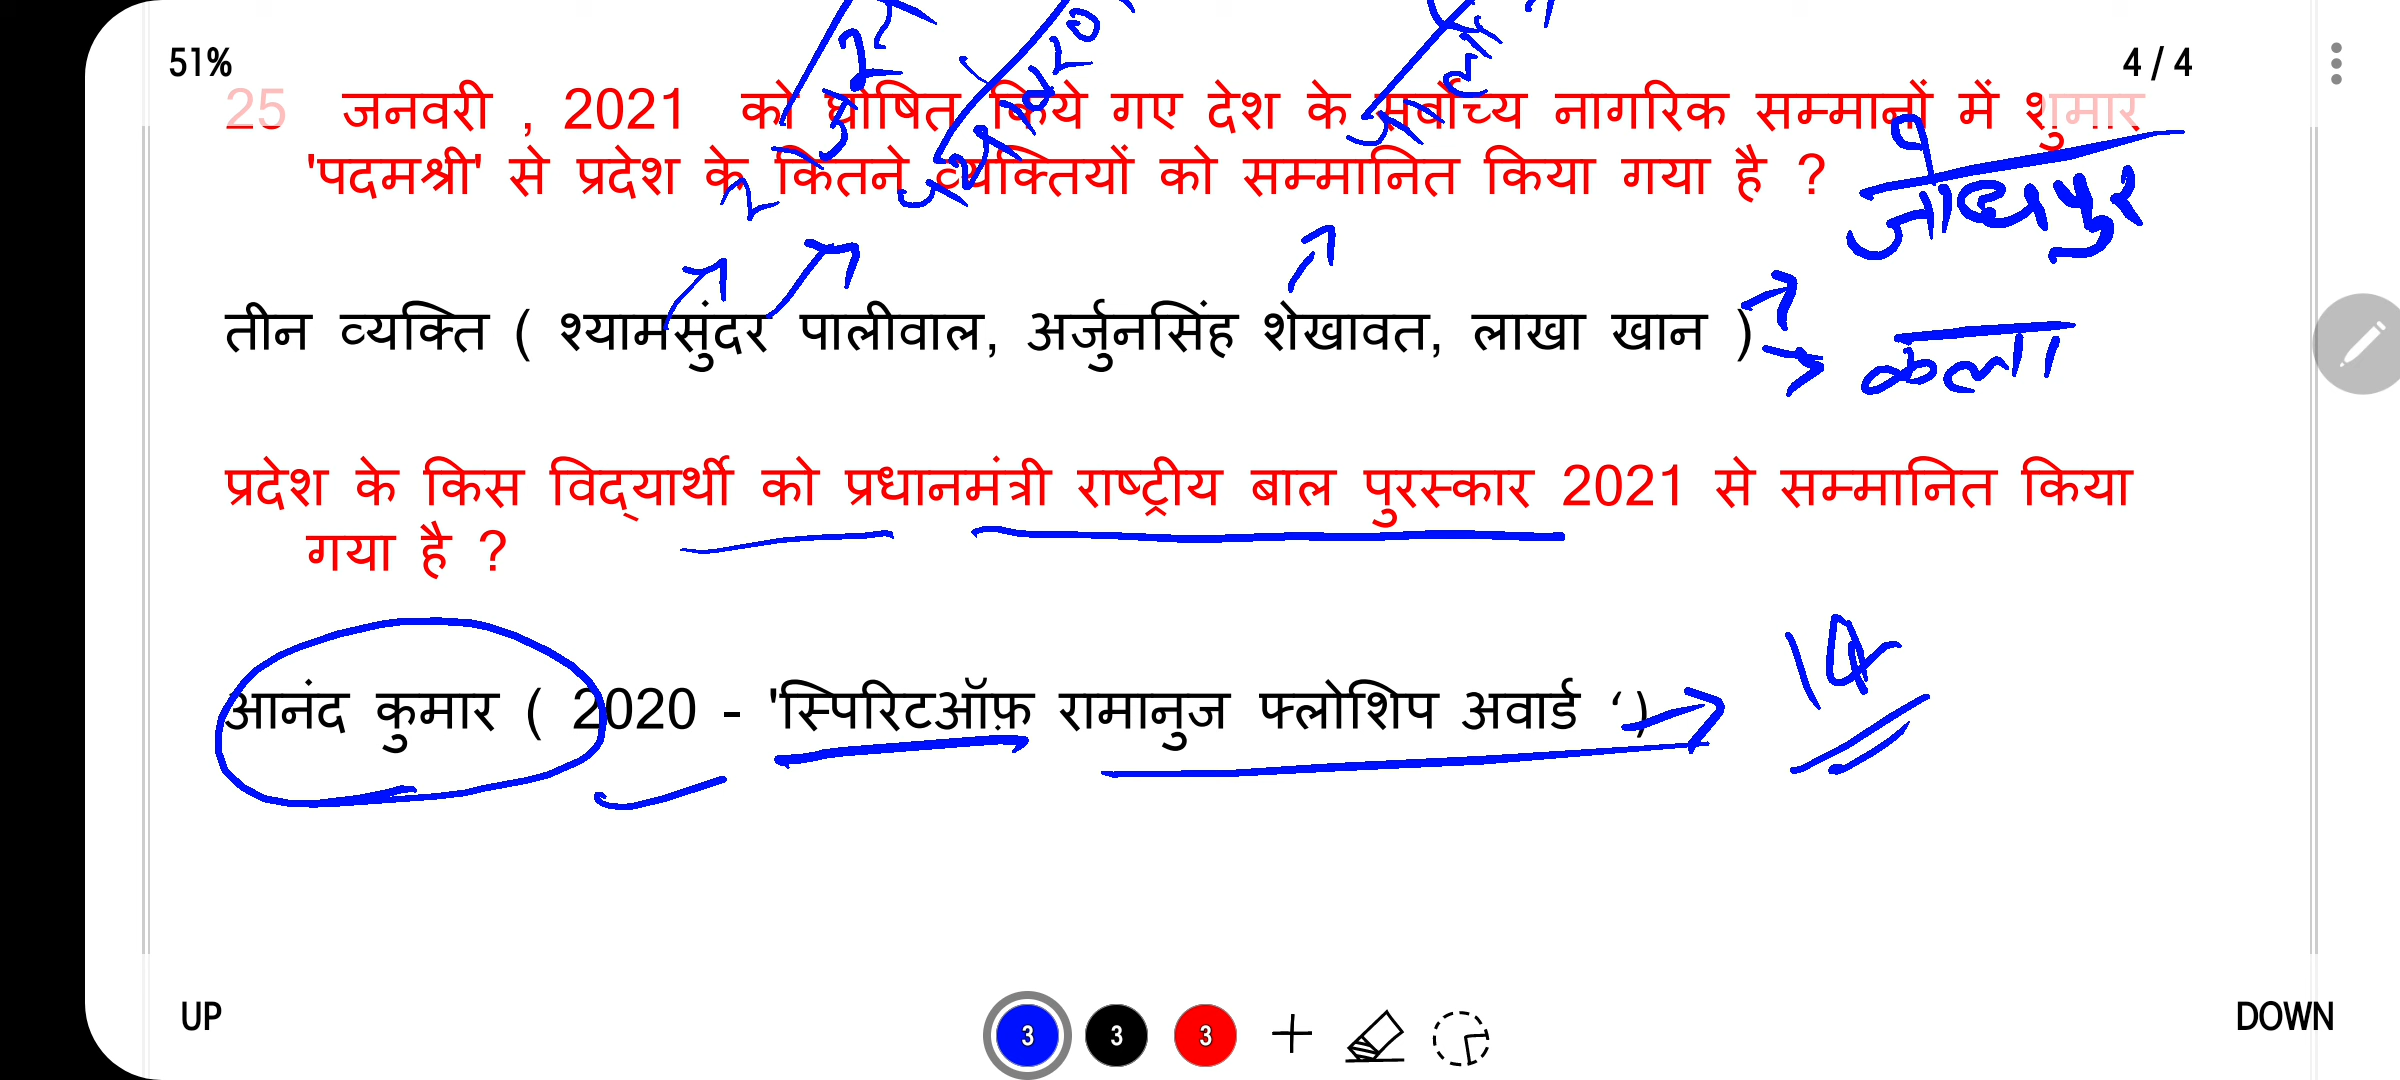 51%
4 / 4
25 जनवरी , 2021 को घोषित किये गए देश के सर्वोच्य नागरिक सम्मानों में शुमार
'पदमश्री' से प्रदेश के कितने व्यक्तियों को सम्मानित किया गया है ?
जोधपुर
तीन व्यक्ति ( श्यामसुंदर पालीवाल, अर्जुनसिंह शेखावत, लाखा खान )
कला
प्रदेश के किस विद्यार्थी को प्रधानमंत्री राष्ट्रीय बाल पुरस्कार 2021 से सम्मानित किया
गया है ?
14
आनंद कुमार ( 2020 - 'स्पिरिटऑफ़ रामानुज फ्लोशिप अवार्ड ‘)
UP
3 3 3
DOWN